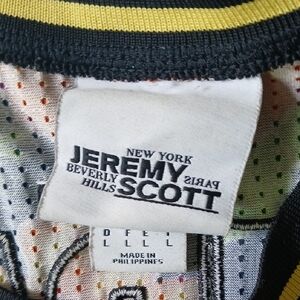 NEW YORK
JEREMY
BEVERLY PARIS
HILLS SCOTT
D F E
L L L L
MADE IN
PHILIPPINES